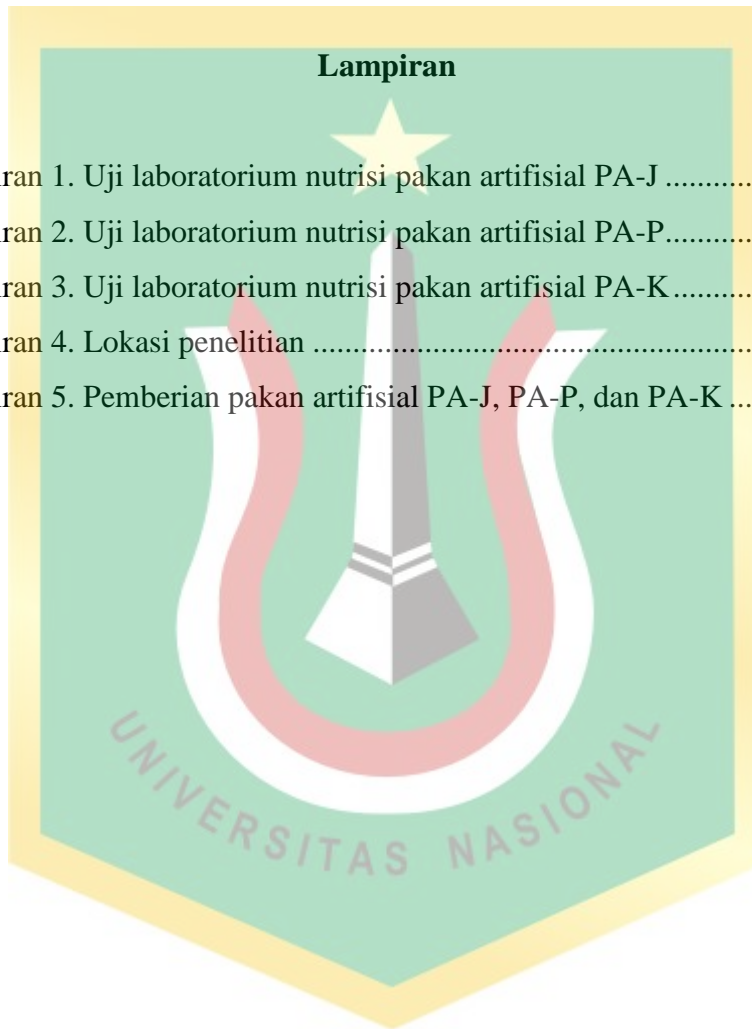 Lampiran
ran 1. Uji laboratorium nutrisi pakan artifisial PA-J ...........
ran 2. Uji laboratorium nutrisi pakan artifisial PA-P...........
ran 3. Uji laboratorium nutrisi pakan artifisial PA-K..........
ran 4. Lokasi penelitian ......................................................
ran 5. Pemberian pakan artifisial PA-J, PA-P, dan PA-K ...
UNIVERSITAS NASIONAL